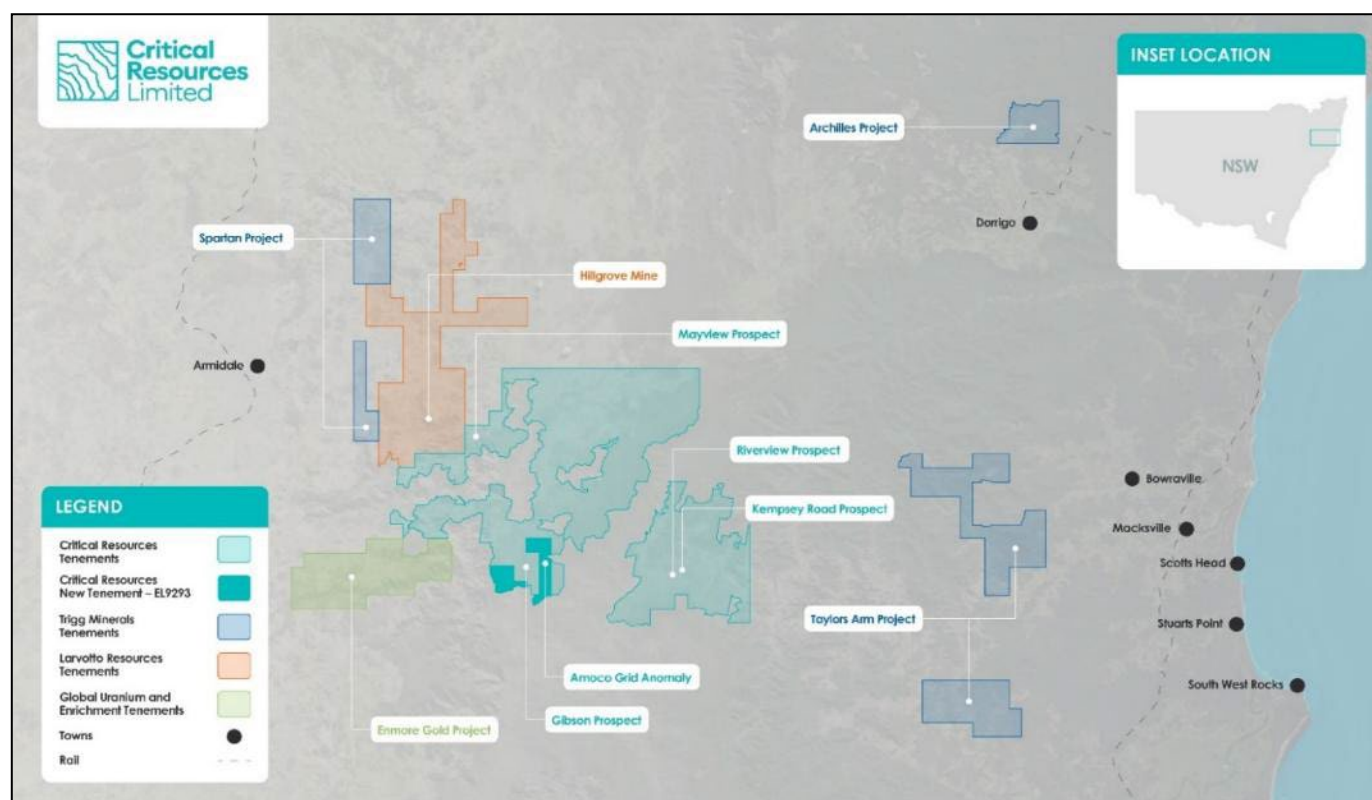 Critical
Resources
Limited
INSET LOCATION
NSW
Archilles Project
Dorrigo
Spartan Project
Hillgrove Mine
Mayview Prospect
Armidale
Riverview Prospect
Bowraville
Kempsey Road Prospect
Macksville
Scotts Head
Taylors Arm Project
Stuarts Point
Amoco Grid Anomaly
South West Rocks
Gibson Prospect
Enmore Gold Project
LEGEND
Critical Resources
Tenements
Critical Resources
New Tenement – EL9293
Trigg Minerals
Tenements
Larvotto Resources
Tenements
Global Uranium and
Enrichment Tenements
Towns
Rail